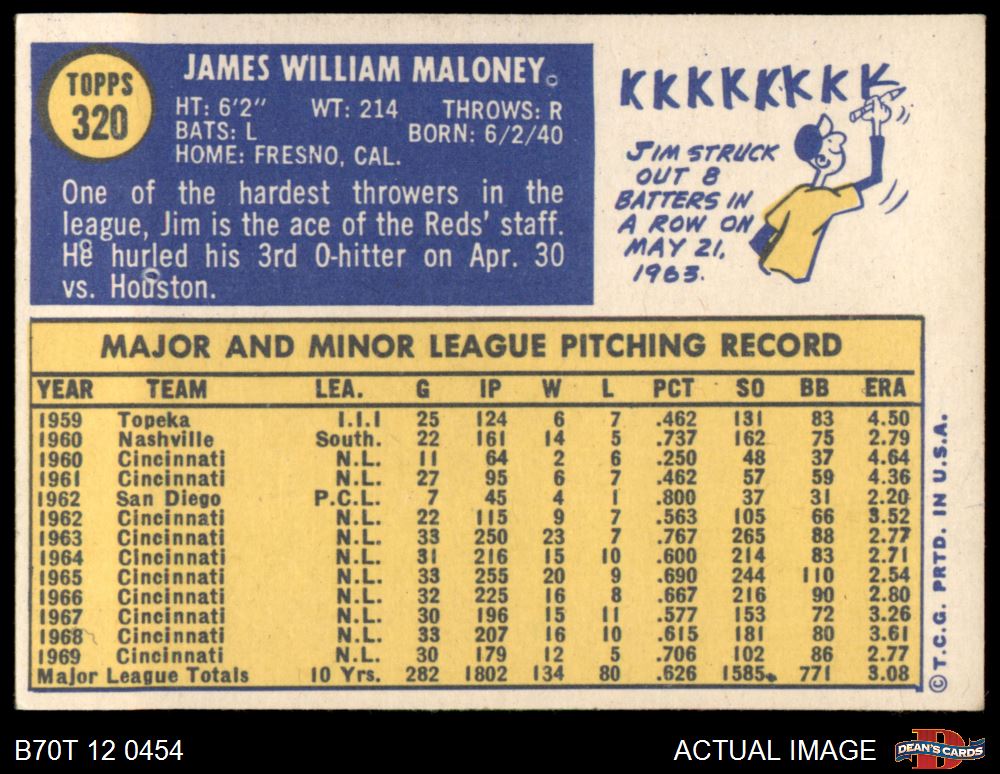 TOPPS
320
JAMES WILLIAM MALONEY
HT: 6'2" WT: 214 THROWS: R
BATS: L BORN: 6/2/40
HOME: FRESNO, CAL.
One of the hardest throwers in the
league, Jim is the ace of the Reds' staff.
He hurled his 3rd 0-hitter on Apr. 30
vs. Houston.
KKKKKKKK
JIM STRUCK
OUT 8
BATTERS IN
A ROW ON
MAY 21,
1963.
MAJOR AND MINOR LEAGUE PITCHING RECORD
YEAR TEAM LEA. G IP W L PCT SO BB ERA
1959 Topeka I.I.I 25 124 6 7 .462 131 83 4.50
1960 Nashville South. 22 161 14 5 .737 162 75 2.79
1960 Cincinnati N.L. 11 64 2 6 .250 48 37 4.64
1961 Cincinnati N.L. 27 95 6 7 .462 57 59 4.36
1962 San Diego P.C.L. 7 45 4 1 .800 37 31 2.20
1962 Cincinnati N.L. 22 115 9 7 .563 105 66 3.52
1963 Cincinnati N.L. 33 250 23 7 .767 265 88 2.77
1964 Cincinnati N.L. 31 216 15 10 .600 214 83 2.71
1965 Cincinnati N.L. 33 255 20 9 .690 244 110 2.54
1966 Cincinnati N.L. 32 225 16 8 .667 216 90 2.80
1967 Cincinnati N.L. 30 196 15 11 .577 153 72 3.26
1968 Cincinnati N.L. 33 207 16 10 .615 181 80 3.61
1969 Cincinnati N.L. 30 179 12 5 .706 102 86 2.77
Major League Totals 10 Yrs. 282 1802 134 80 .626 1585 771 3.08
©T.C.G. PRTD. IN U.S.A.
B70T 12 0454
ACTUAL IMAGE
D
DEAN'S CARDS